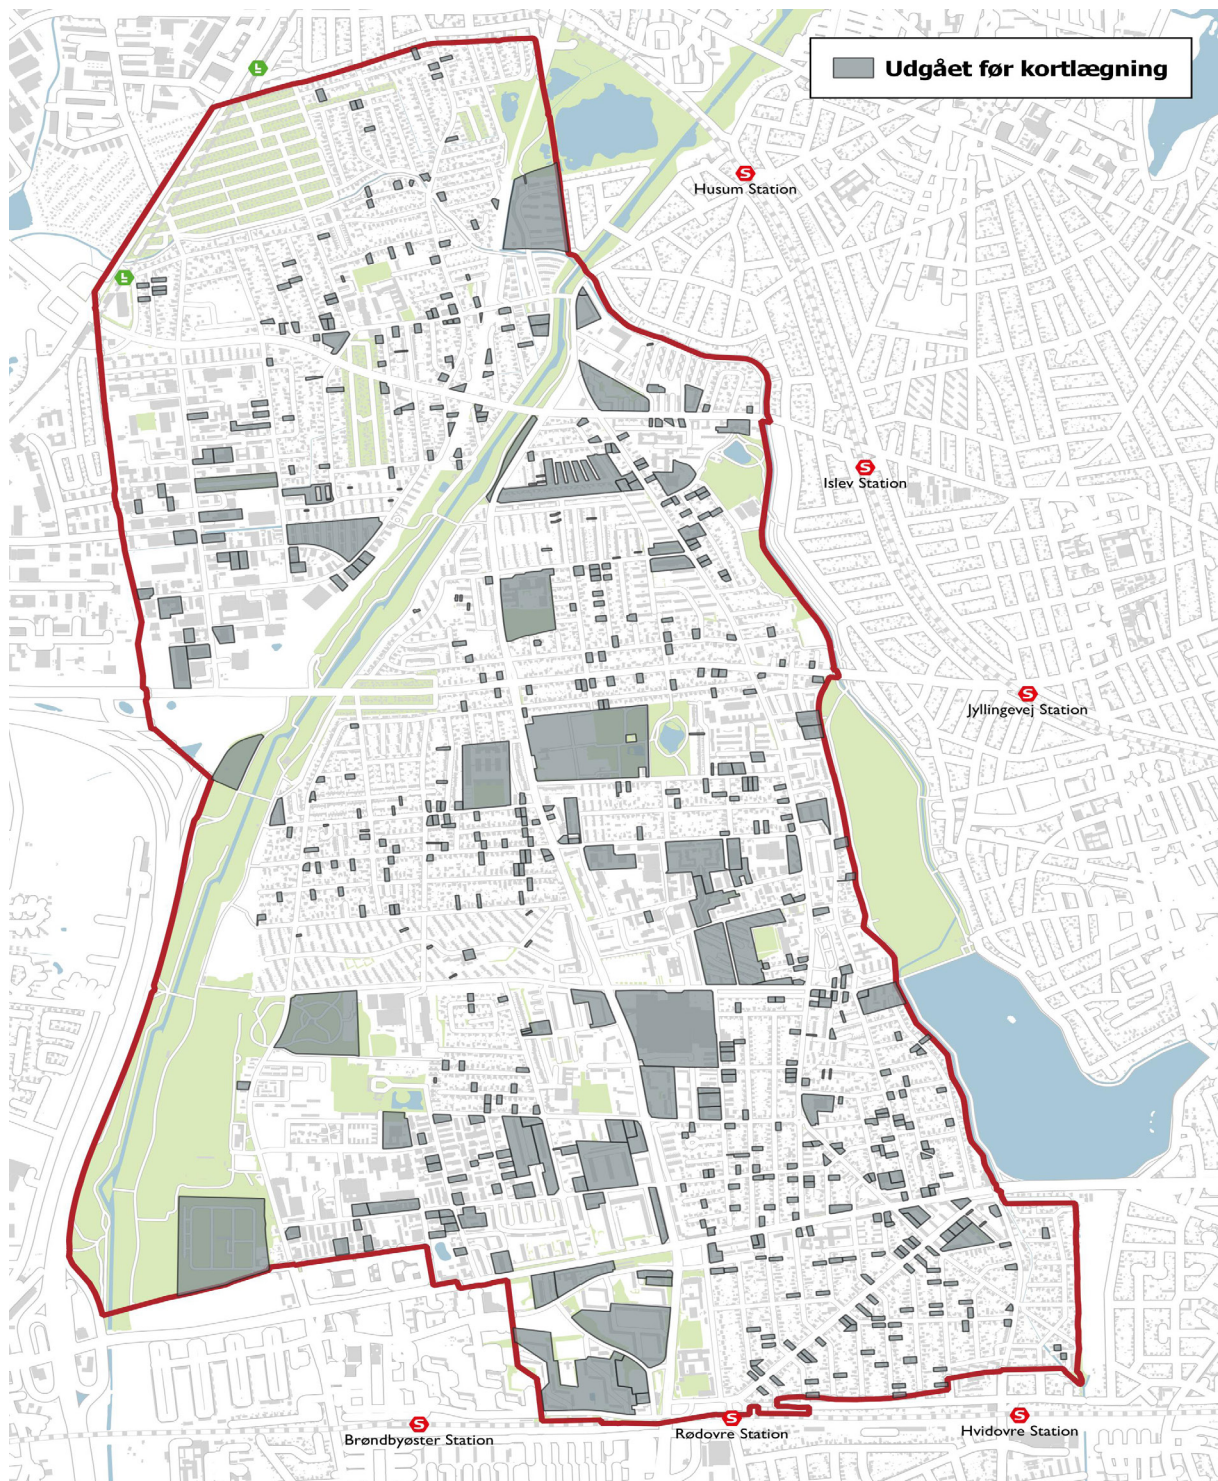 Udgået før kortlægning
L
S
Husum Station
L
S
Islev Station
S
Jyllingevej Station
S
Brøndbyøster Station
S
Rødovre Station
S
Hvidovre Station